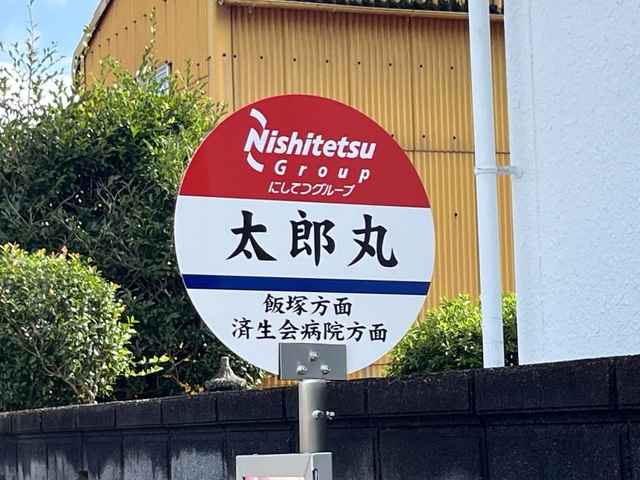 Nishitetsu
Group
にしてつグループ
太郎丸
飯塚方面
済生会病院方面